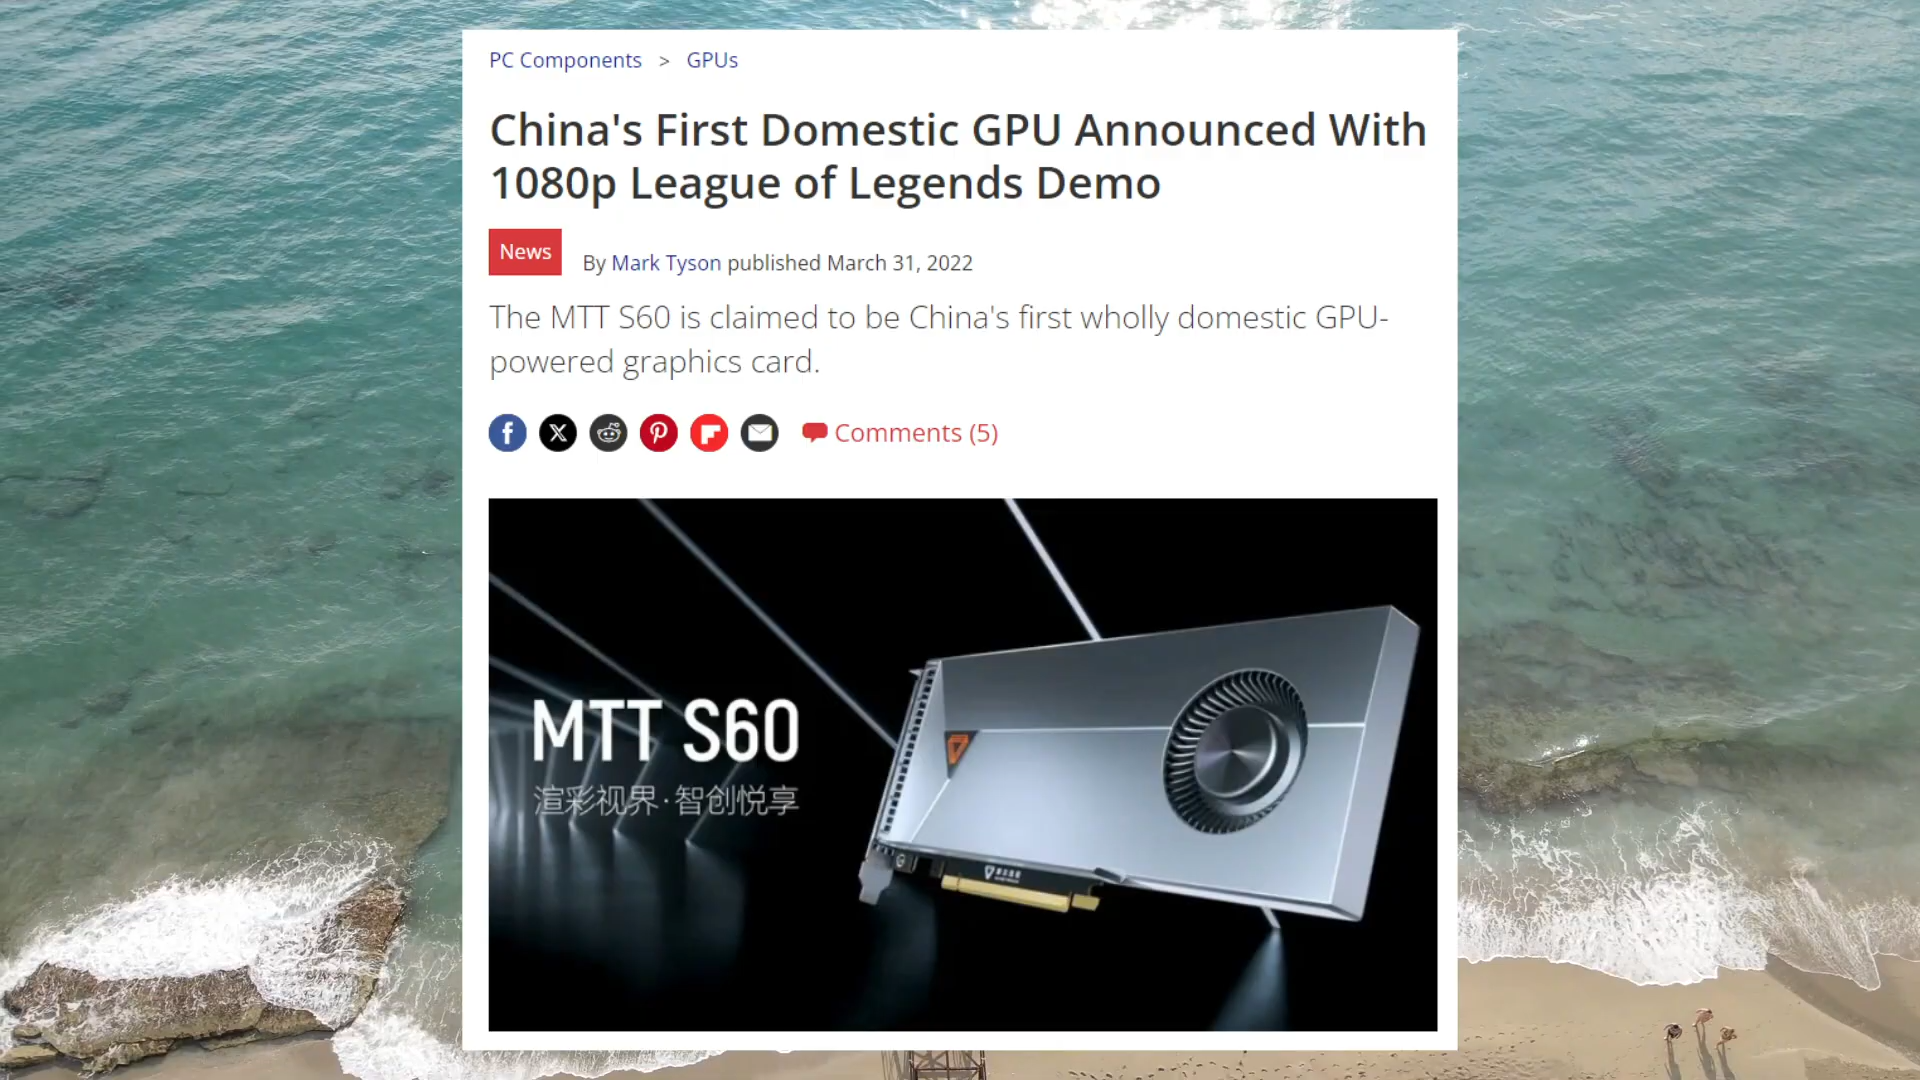 PC Components > GPUs
China's First Domestic GPU Announced With
1080p League of Legends Demo
News
By Mark Tyson published March 31, 2022
The MTT S60 is claimed to be China's first wholly domestic GPU-
powered graphics card.
Comments (5)
MTT S60
渲彩视界·智创悦享